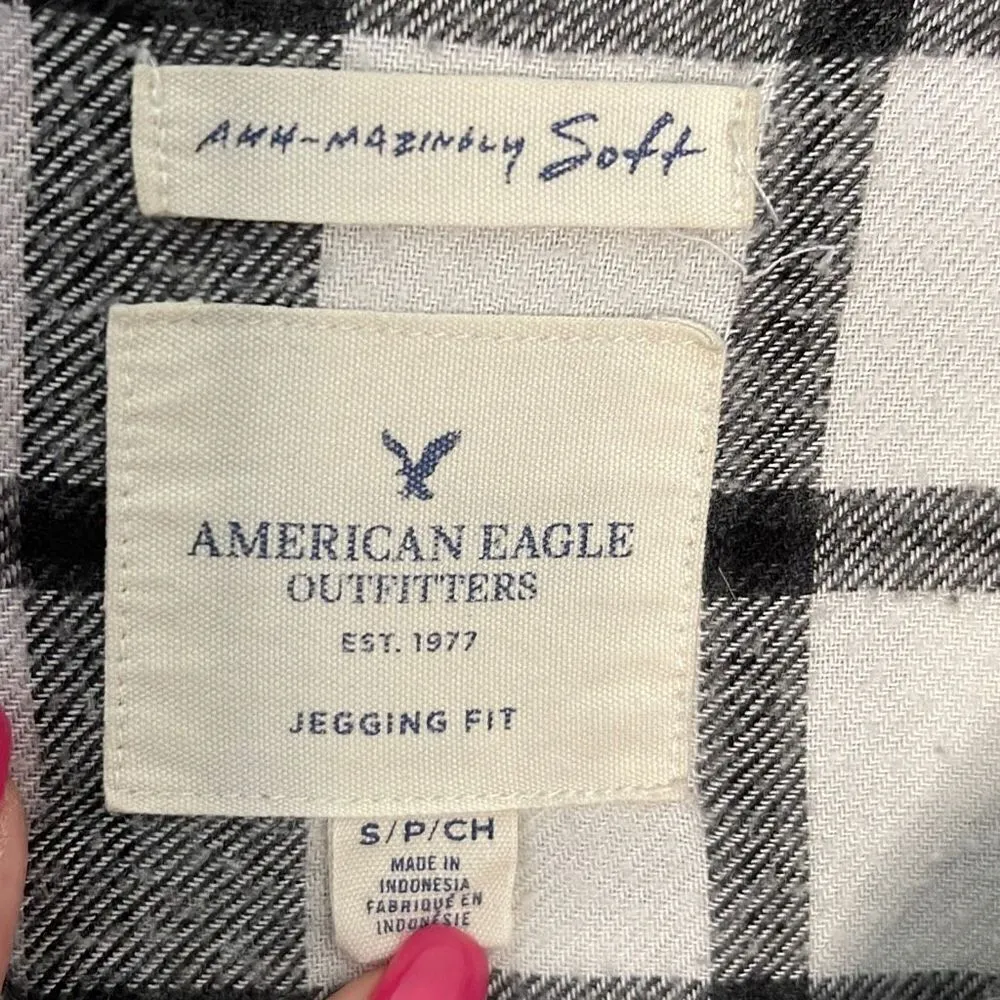 AHH-MAZINGLY Soft
AMERICAN EAGLE
OUTFITTERS
EST. 1977
JEGGING FIT
S/P/CH
MADE IN
INDONESIA
FABRIQUÉ EN
INDONÉSIE